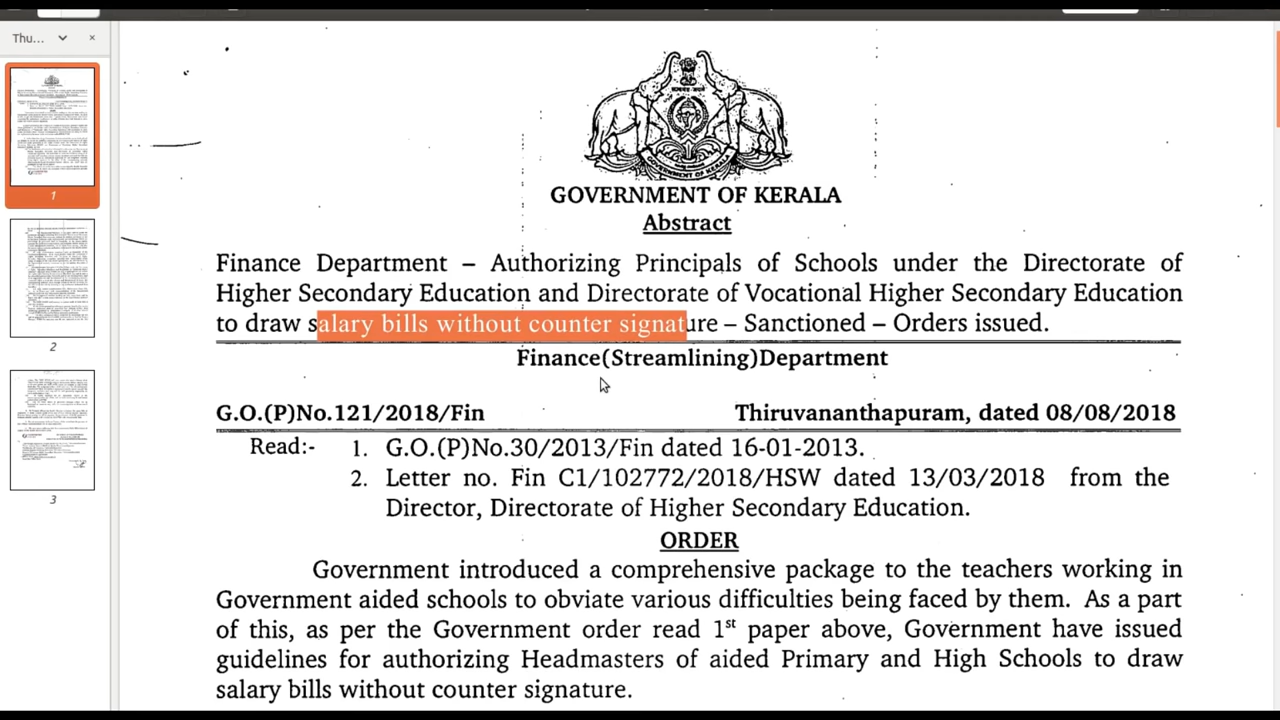 Thu...
1
2
3
GOVERNMENT OF KERALA
Abstract
Finance Department – Authorizing Principals of Schools under the Directorate of
Higher Secondary Education and Directorate of Vocational Higher Secondary Education
to draw salary bills without counter signature – Sanctioned – Orders issued.
Finance(Streamlining)Department
G.O.(P)No.121/2018/Fin Thiruvananthapuram, dated 08/08/2018
Read:- 1. G.O.(P)No.30/2013/Fin dated 16-01-2013.
2. Letter no. Fin C1/102772/2018/HSW dated 13/03/2018 from the
Director, Directorate of Higher Secondary Education.
ORDER
Government introduced a comprehensive package to the teachers working in
Government aided schools to obviate various difficulties being faced by them. As a part
of this, as per the Government order read 1st paper above, Government have issued
guidelines for authorizing Headmasters of aided Primary and High Schools to draw
salary bills without counter signature.